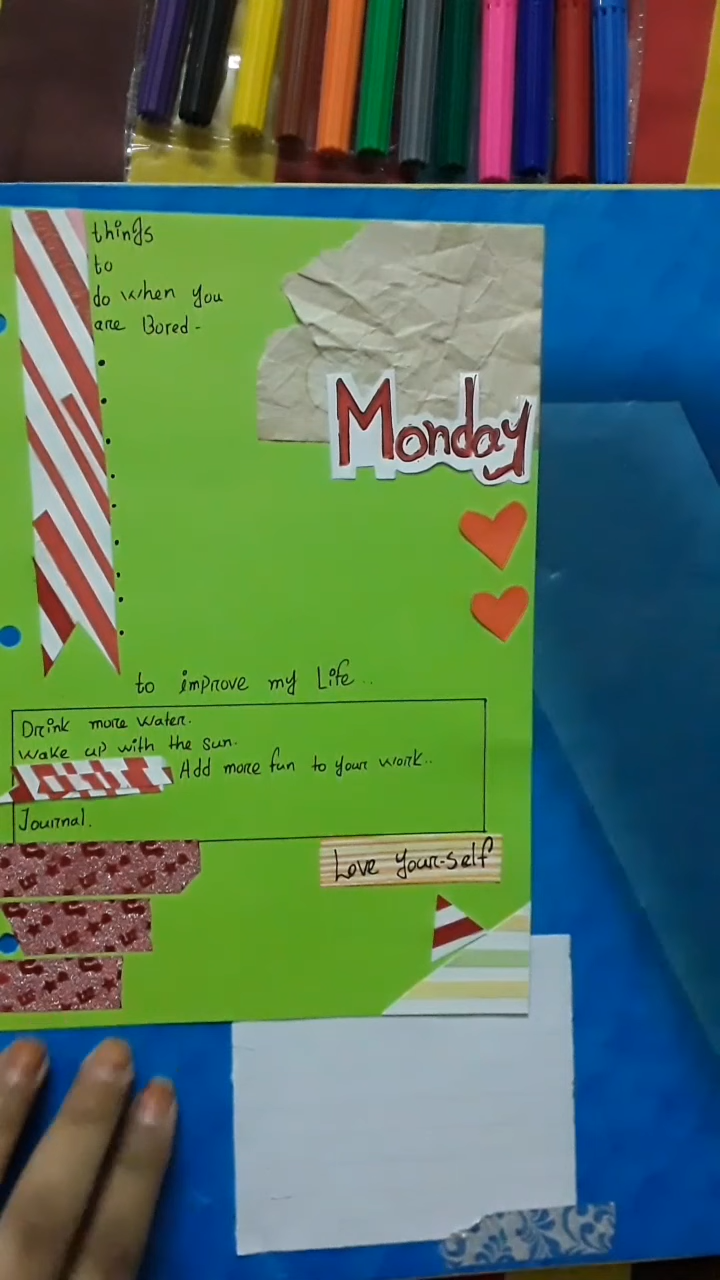 things
to
do when you
are Bored-
Monday
to improve my Life..
Drink more water.
wake up with the sun.
Add more fun to your work..
Journal.
Love your-self